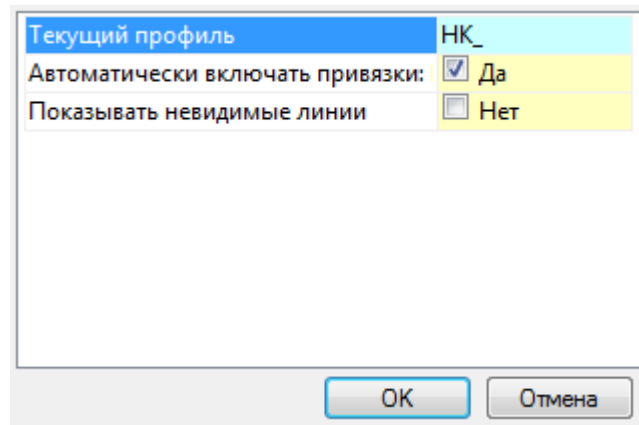 Текущий профиль НК_
Автоматически включать привязки: Да
Показывать невидимые линии Нет
OK Отмена